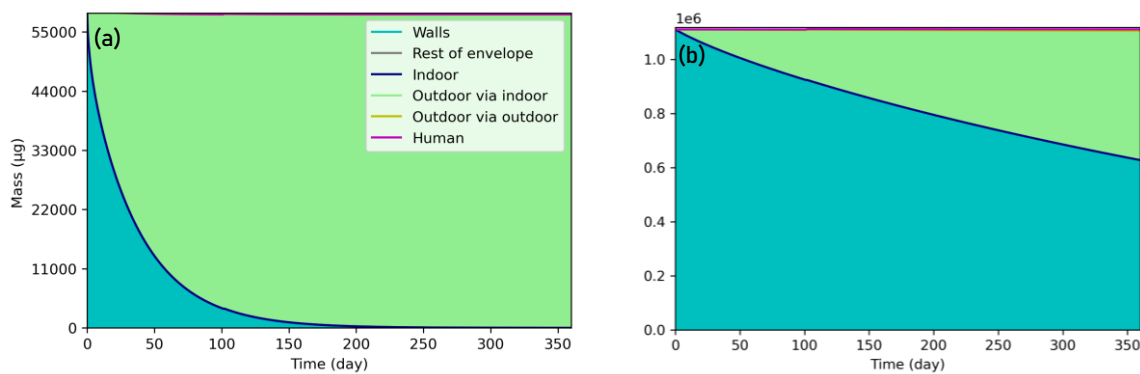 (a)
Mass (µg)
55000
44000
33000
22000
11000
0
Walls
Rest of envelope
Indoor
Outdoor via indoor
Outdoor via outdoor
Human
0 50 100 150 200 250 300 350
Time (day)
1e6
(b)
1.0
0.8
0.6
0.4
0.2
0.0
0 50 100 150 200 250 300 350
Time (day)